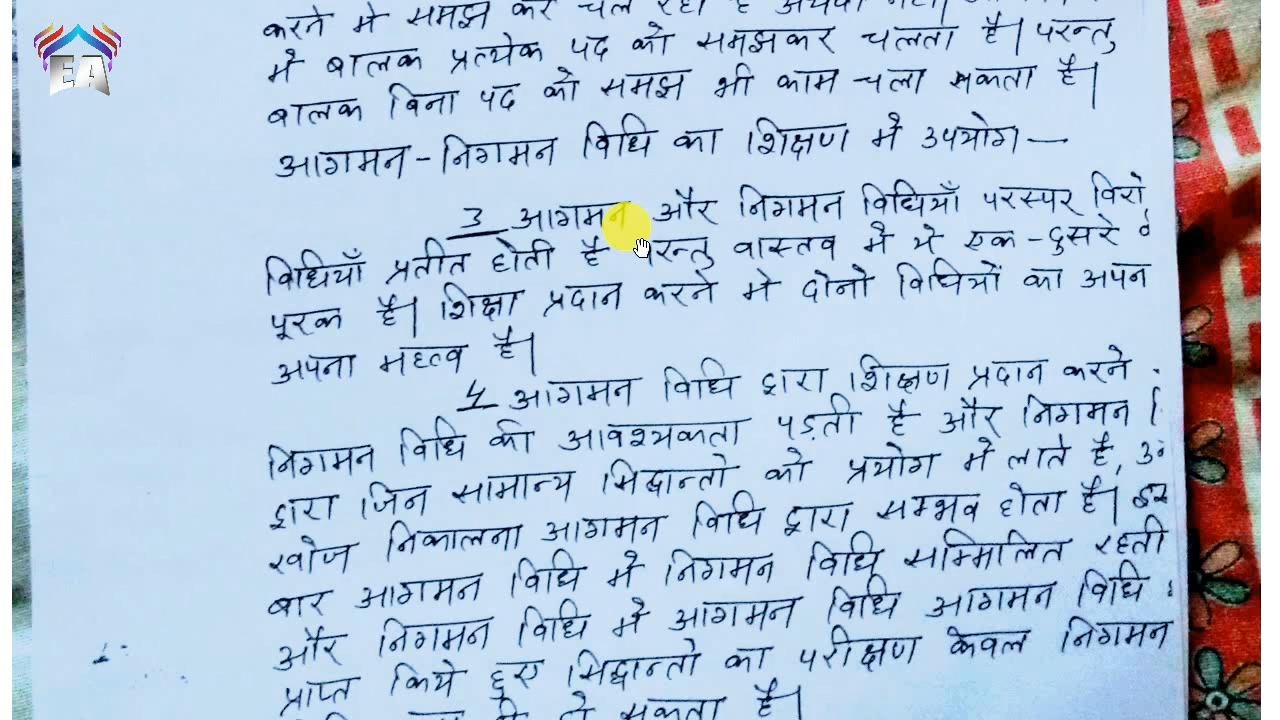 EA
करने मे समझ कर चल रहा है अथवा नही।
मे बालक प्रत्येक पद को समझकर चलता है। परन्तु
बालक बिना पद को समझ भी काम चला सकता है।
आगमन-निगमन विधि का शिक्षण मे उपयोग—
3 आगमन और निगमन विधियाँ परस्पर विरो
विधियाँ प्रतीत होती है परन्तु वास्तव मे ये एक-दुसरे
पूरक है। शिक्षा प्रदान करने मे दोनो विधियों का अपन
अपना महत्व है।
4 आगमन विधि द्वारा शिक्षण प्रदान करने
निगमन विधि की आवश्यकता पड़ती है और निगमन
द्वारा जिन सामान्य सिद्वान्तो को प्रयोग मे लाते है,
खोज निकालना आगमन विधि द्वारा सम्भव होता है।
बार आगमन विधि मे निगमन विधि सम्मिलित रहती
और निगमन विधि मे आगमन विधि आगमन विधि
प्राप्त किये हुए सिद्वान्तो का परीक्षण केवल निगमन
सकता है।